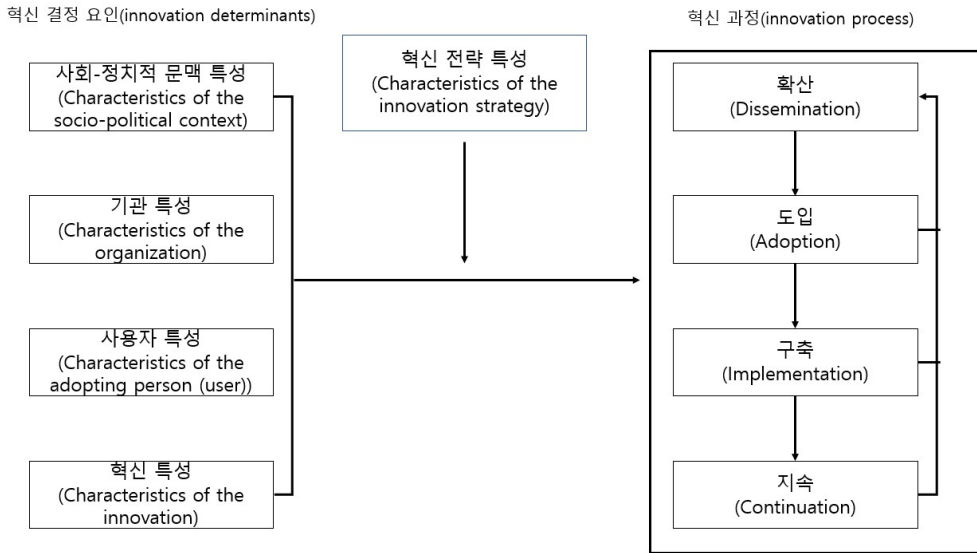 혁신 결정 요인(innovation determinants)
사회-정치적 문맥 특성
(Characteristics of the
socio-political context)
기관 특성
(Characteristics of the
organization)
사용자 특성
(Characteristics of the
adopting person (user))
혁신 특성
(Characteristics of the
innovation)
혁신 전략 특성
(Characteristics of the
innovation strategy)
혁신 과정(innovation process)
확산
(Dissemination)
도입
(Adoption)
구축
(Implementation)
지속
(Continuation)